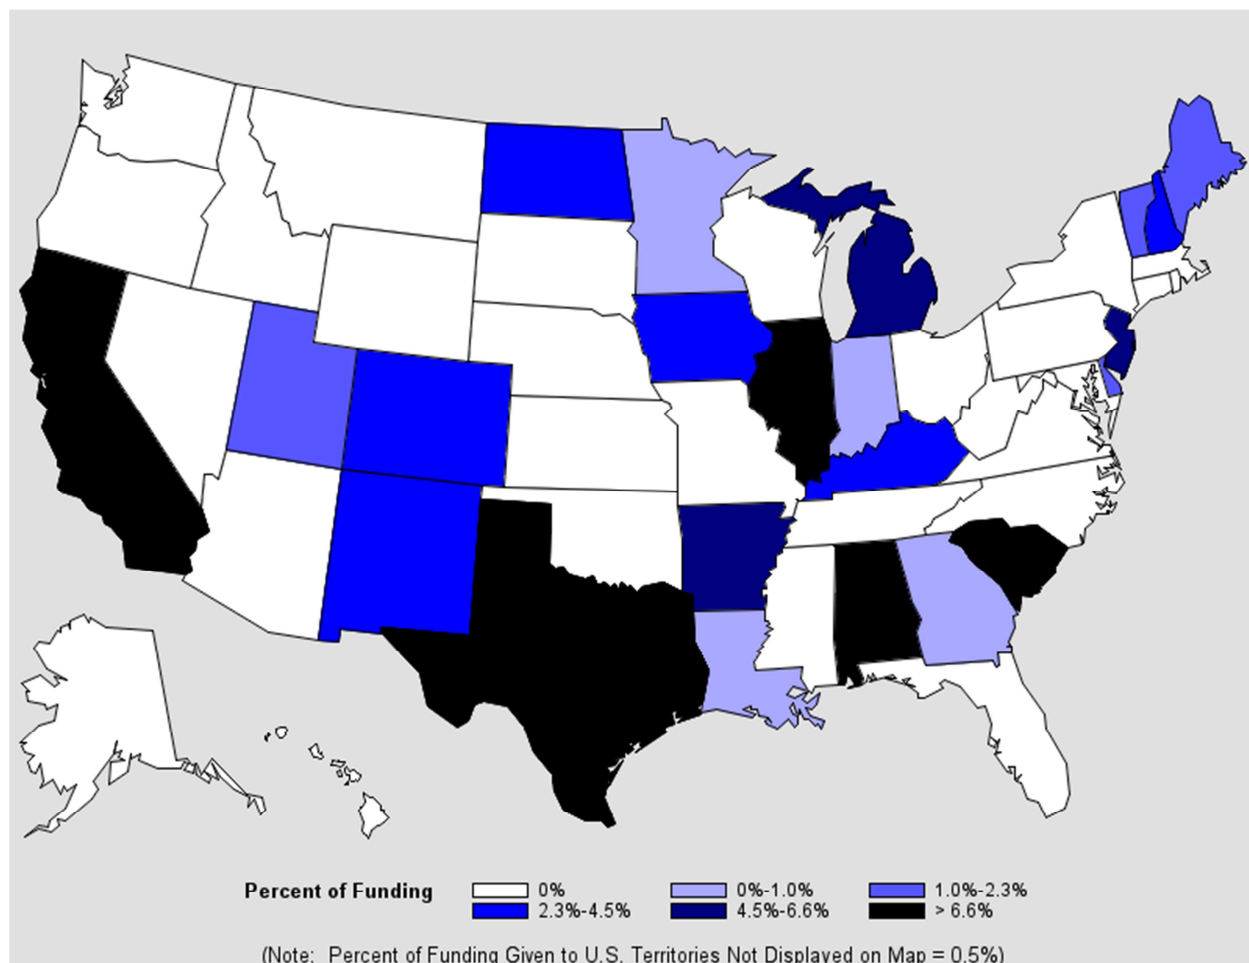 Percent of Funding 0% 0%-1.0% 1.0%-2.3%
2.3%-4.5% 4.5%-6.6% > 6.6%
(Note: Percent of Funding Given to U.S. Territories Not Displayed on Map = 0.5%)